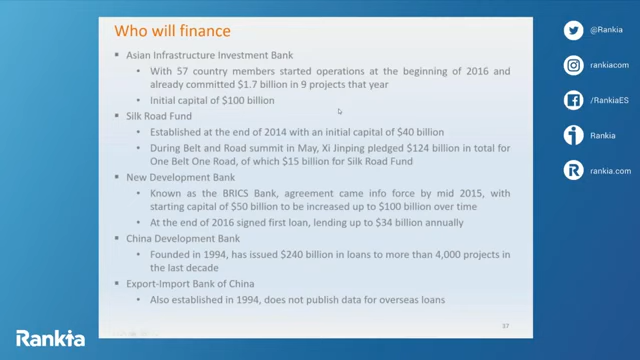 Who will finance
▪ Asian Infrastructure Investment Bank
• With 57 country members started operations at the beginning of 2016 and
already committed $1.7 billion in 9 projects that year
• Initial capital of $100 billion
▪ Silk Road Fund
• Established at the end of 2014 with an initial capital of $40 billion
• During Belt and Road summit in May, Xi Jinping pledged $124 billion in total for
One Belt One Road, of which $15 billion for Silk Road Fund
▪ New Development Bank
• Known as the BRICS Bank, agreement came info force by mid 2015, with
starting capital of $50 billion to be increased up to $100 billion over time
• At the end of 2016 signed first loan, lending up to $34 billion annually
▪ China Development Bank
• Founded in 1994, has issued $240 billion in loans to more than 4,000 projects in
the last decade
▪ Export-Import Bank of China
• Also established in 1994, does not publish data for overseas loans
37
@Rankia
rankiacom
/RankiaES
Rankia
rankia.com
Rankia